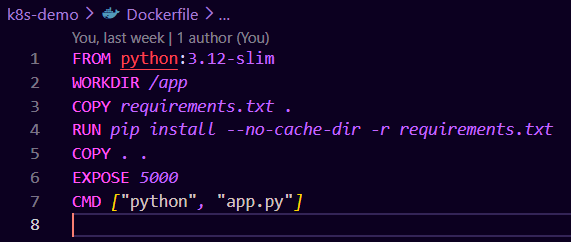 k8s-demo > Dockerfile > ...
You, last week | 1 author (You)
1 FROM python:3.12-slim
2 WORKDIR /app
3 COPY requirements.txt .
4 RUN pip install --no-cache-dir -r requirements.txt
5 COPY . .
6 EXPOSE 5000
7 CMD ["python", "app.py"]
8